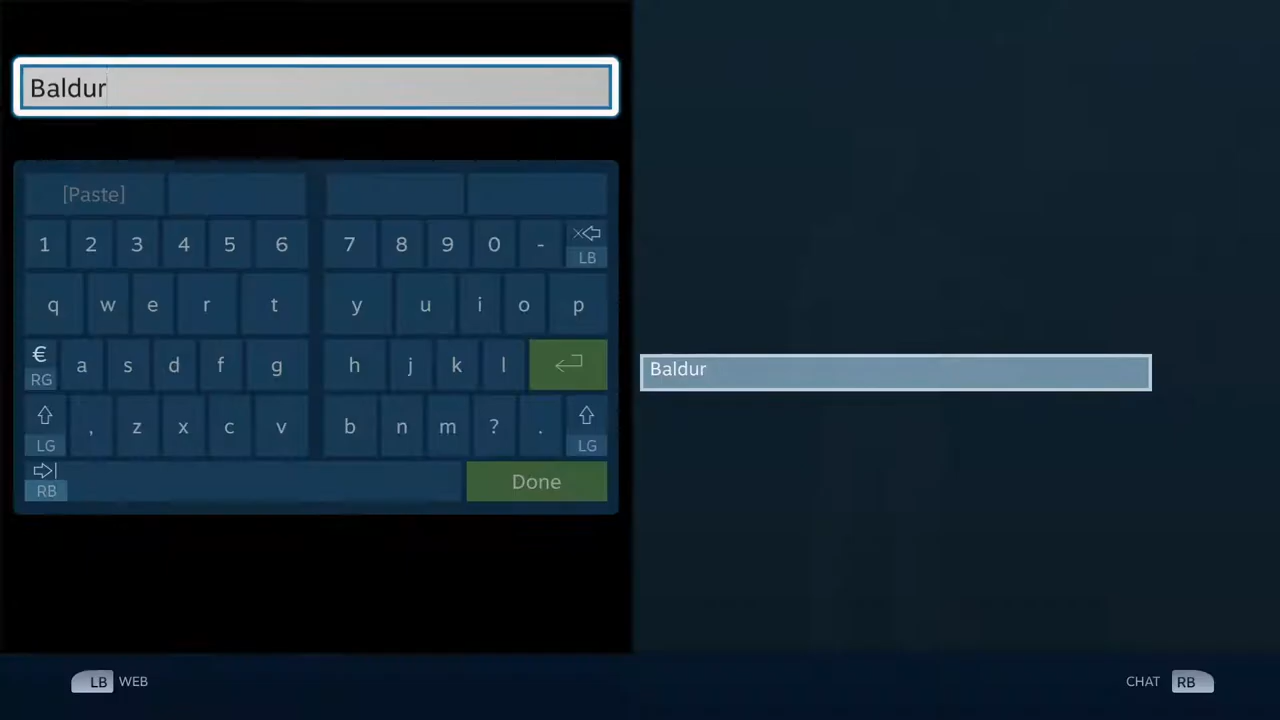 Baldur
[Paste]
1 2 3 4 5 6 7 8 9 0 -
LB
q w e r t y u i o p
€ a s d f g h j k l
RG
, z x c v b n m ? .
LG LG
RB
Done
Baldur
LB WEB
CHAT RB